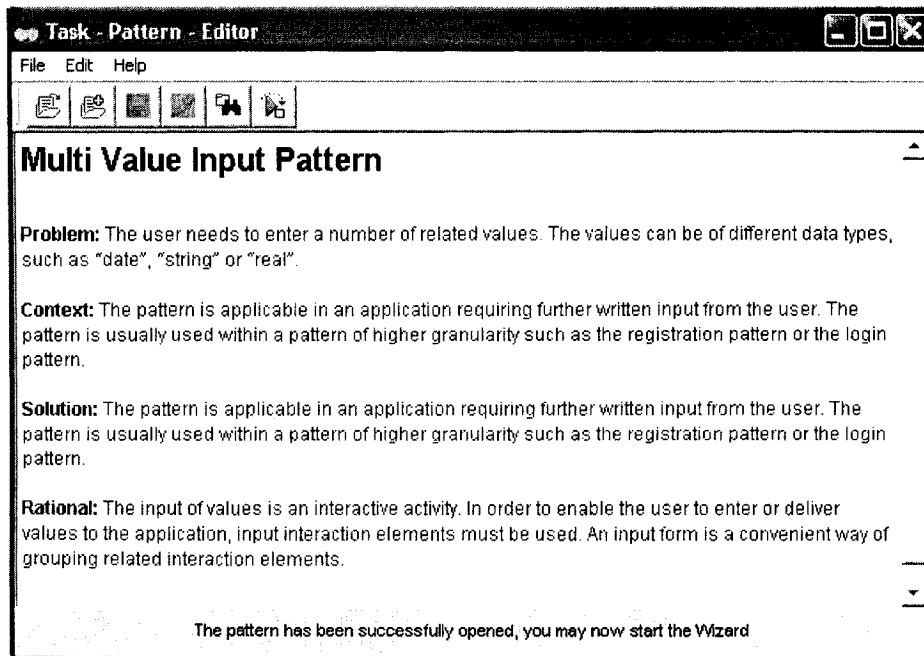 Task - Pattern - Editor
File Edit Help
Multi Value Input Pattern
Problem: The user needs to enter a number of related values. The values can be of different data types,
such as "date", "string" or "real".
Context: The pattern is applicable in an application requiring further written input from the user. The
pattern is usually used within a pattern of higher granularity such as the registration pattern or the login
pattern.
Solution: The pattern is applicable in an application requiring further written input from the user. The
pattern is usually used within a pattern of higher granularity such as the registration pattern or the login
pattern.
Rational: The input of values is an interactive activity. In order to enable the user to enter or deliver
values to the application, input interaction elements must be used. An input form is a convenient way of
grouping related interaction elements.
The pattern has been successfully opened, you may now start the Wizard